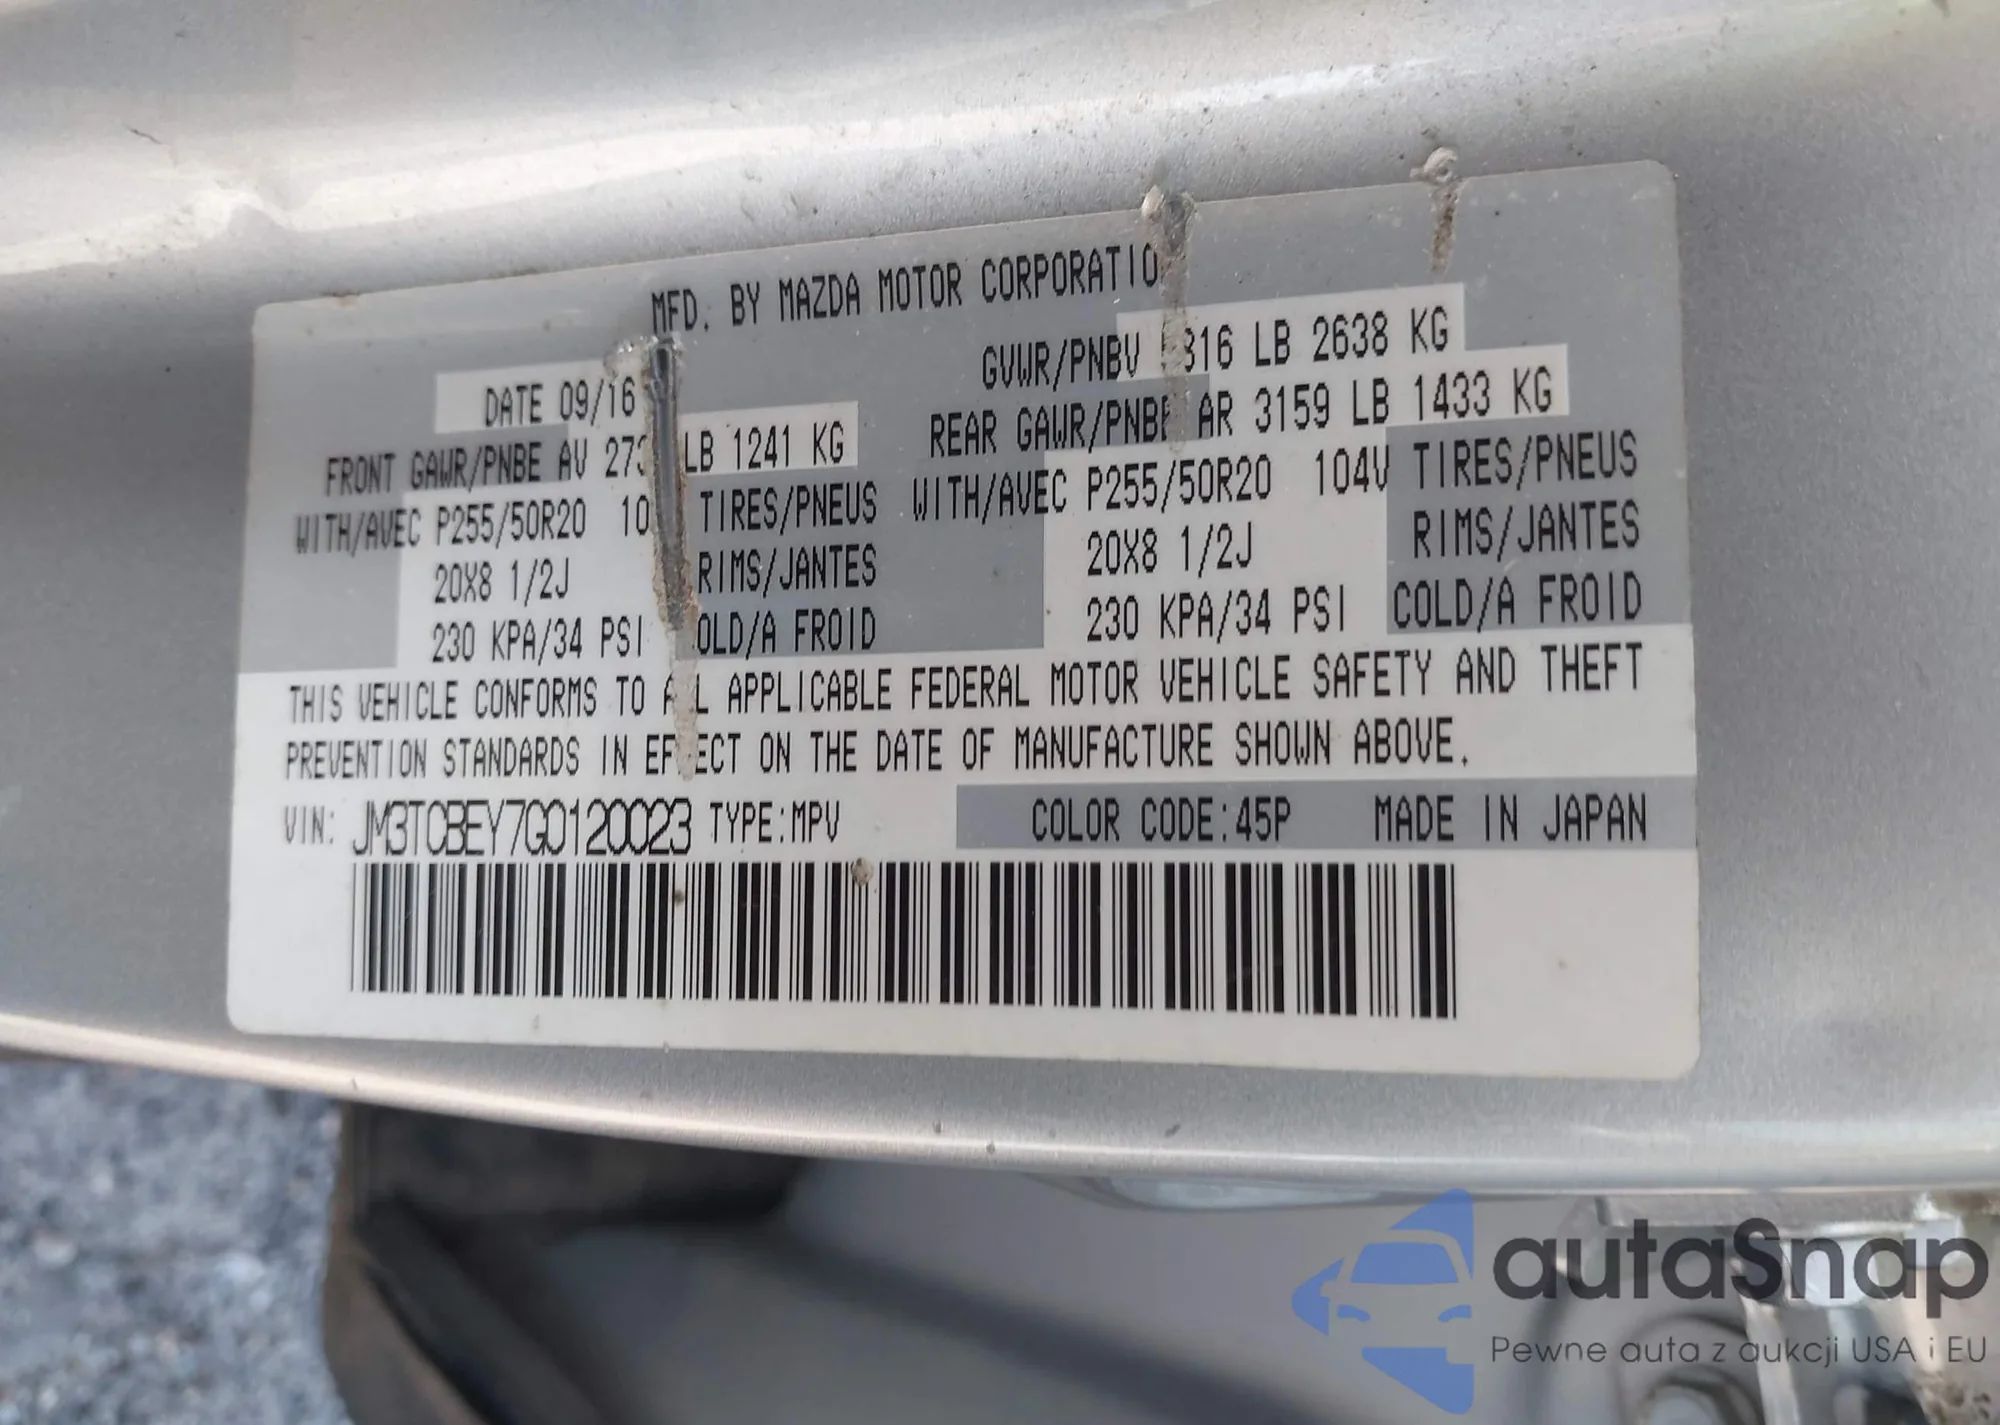 MFD. BY MAZDA MOTOR CORPORATIO
DATE 09/16
GVWR/PNBV 816 LB 2638 KG
FRONT GAWR/PNBE AV 273 LB 1241 KG
REAR GAWR/PNBE AR 3159 LB 1433 KG
WITH/AVEC P255/50R20 10 TIRES/PNEUS
WITH/AVEC P255/50R20 104V TIRES/PNEUS
20X8 1/2J RIMS/JANTES
20X8 1/2J RIMS/JANTES
230 KPA/34 PSI OLD/A FROID
230 KPA/34 PSI COLD/A FROID
THIS VEHICLE CONFORMS TO ALL APPLICABLE FEDERAL MOTOR VEHICLE SAFETY AND THEFT
PREVENTION STANDARDS IN EFFECT ON THE DATE OF MANUFACTURE SHOWN ABOVE.
VIN: JM3TCBEY7G0120023 TYPE:MPV COLOR CODE:45P MADE IN JAPAN
autaSnap
Pewne auta z aukcji USA i EU